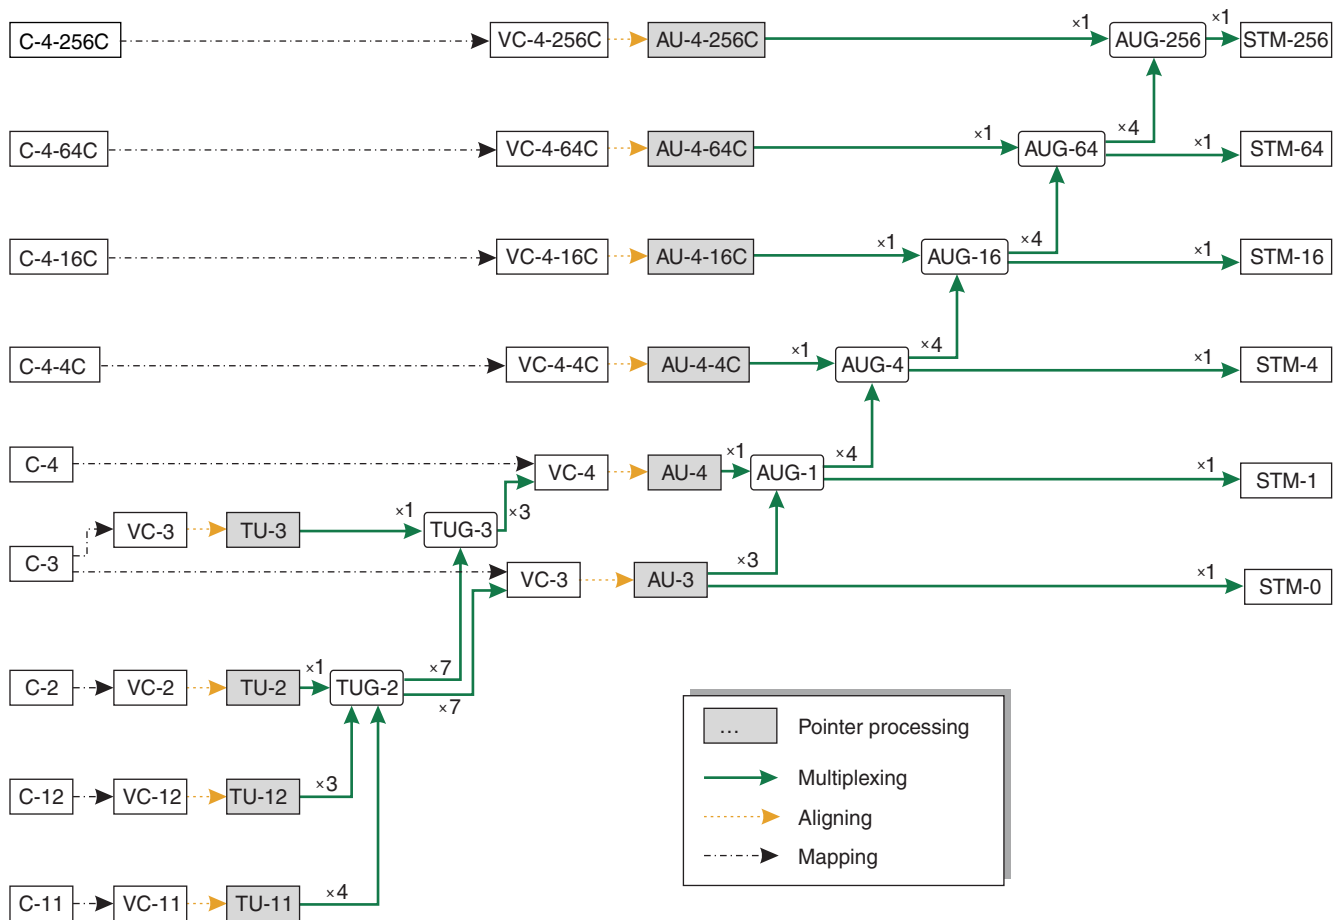 C-4-256C VC-4-256C AU-4-256C ×1 AUG-256 ×1 STM-256
C-4-64C VC-4-64C AU-4-64C ×1 AUG-64 ×4 ×1 STM-64
C-4-16C VC-4-16C AU-4-16C ×1 AUG-16 ×4 ×1 STM-16
C-4-4C VC-4-4C AU-4-4C ×1 AUG-4 ×4 ×1 STM-4
C-4 VC-4 AU-4 ×1 AUG-1 ×4 ×1 STM-1
VC-3 TU-3 ×1 TUG-3 ×3
C-3 VC-3 AU-3 ×3 ×1 STM-0
C-2 VC-2 TU-2 ×1 TUG-2 ×7
×7
C-12 VC-12 TU-12 ×3
C-11 VC-11 TU-11 ×4
... Pointer processing
Multiplexing
Aligning
Mapping